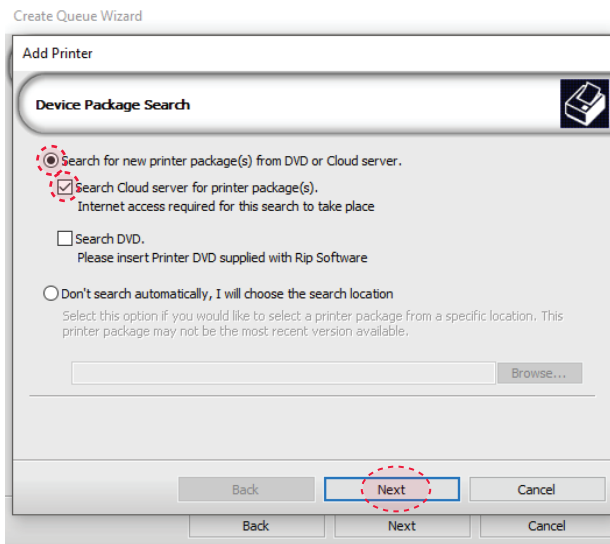 Create Queue Wizard
Add Printer
Device Package Search
Search for new printer package(s) from DVD or Cloud server.
Search Cloud server for printer package(s).
Internet access required for this search to take place
Search DVD.
Please insert Printer DVD supplied with Rip Software
Don't search automatically, I will choose the search location
Select this option if you would like to select a printer package from a specific location. This
printer package may not be the most recent version available.
Browse...
Back Next Cancel
Back Next Cancel